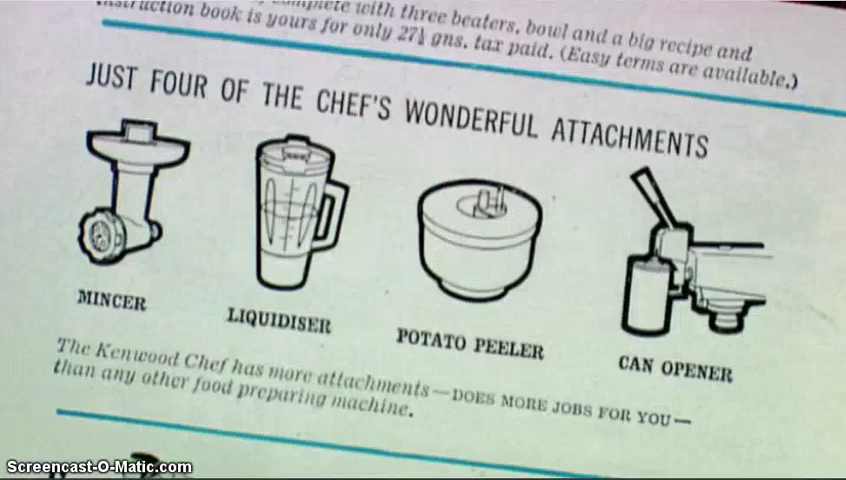 complete with three beaters, bowl and a big recipe and
instruction book is yours for only 27½ gns, tax paid. (Easy terms are available.)
JUST FOUR OF THE CHEF'S WONDERFUL ATTACHMENTS
MINCER
LIQUIDISER
POTATO PEELER
CAN OPENER
The Kenwood Chef has more attachments—DOES MORE JOBS FOR YOU—
than any other food preparing machine.
Screencast-O-Matic.com